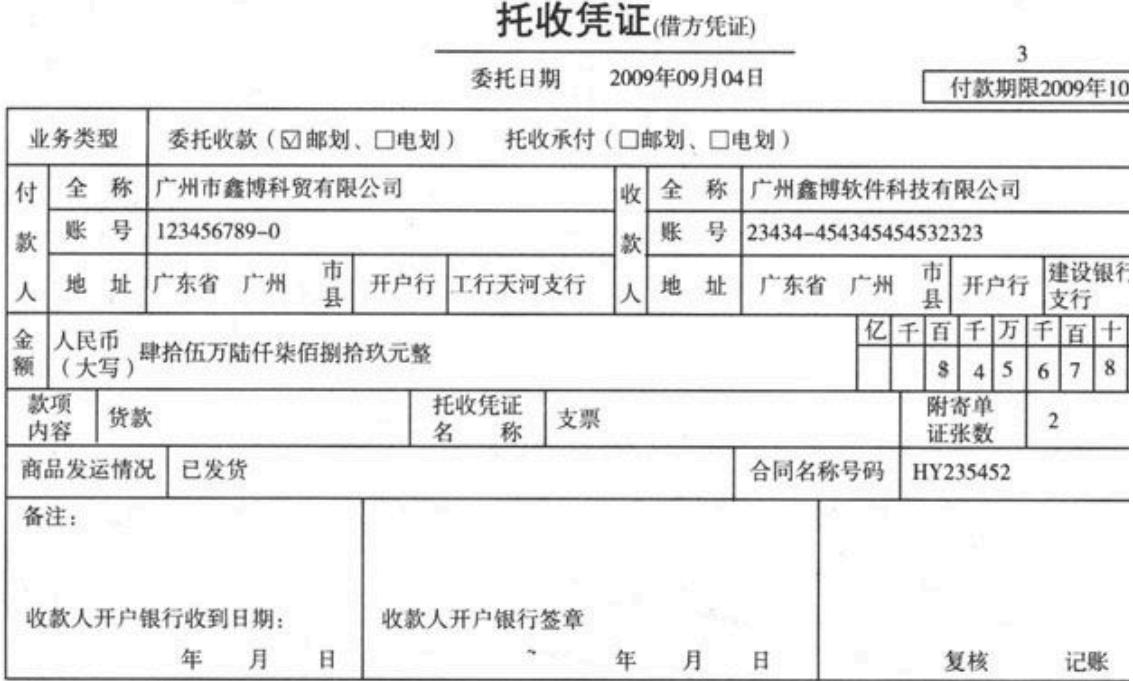 托收凭证(借方凭证)
3
委托日期 2009年09月04日
付款期限2009年10
业务类型 委托收款(☑邮划、□电划) 托收承付(□邮划、□电划)
付款人 全 称 广州市鑫博科贸有限公司 收款人 全 称 广州鑫博软件科技有限公司
账 号 123456789-0 账 号 23434-454345454532323
地 址 广东省 广州 市县 开户行 工行天河支行 地 址 广东省 广州 市县 开户行 建设银行支行
金额 人民币(大写) 肆拾伍万陆仟柒佰捌拾玖元整 亿 千 百 千 万 千 百 十
$ 4 5 6 7 8
款项内容 货款 托收凭证名 称 支票 附寄单证张数 2
商品发运情况 已发货 合同名称号码 HY235452
备注:
收款人开户银行收到日期: 收款人开户银行签章
年 月 日 年 月 日 复核 记账